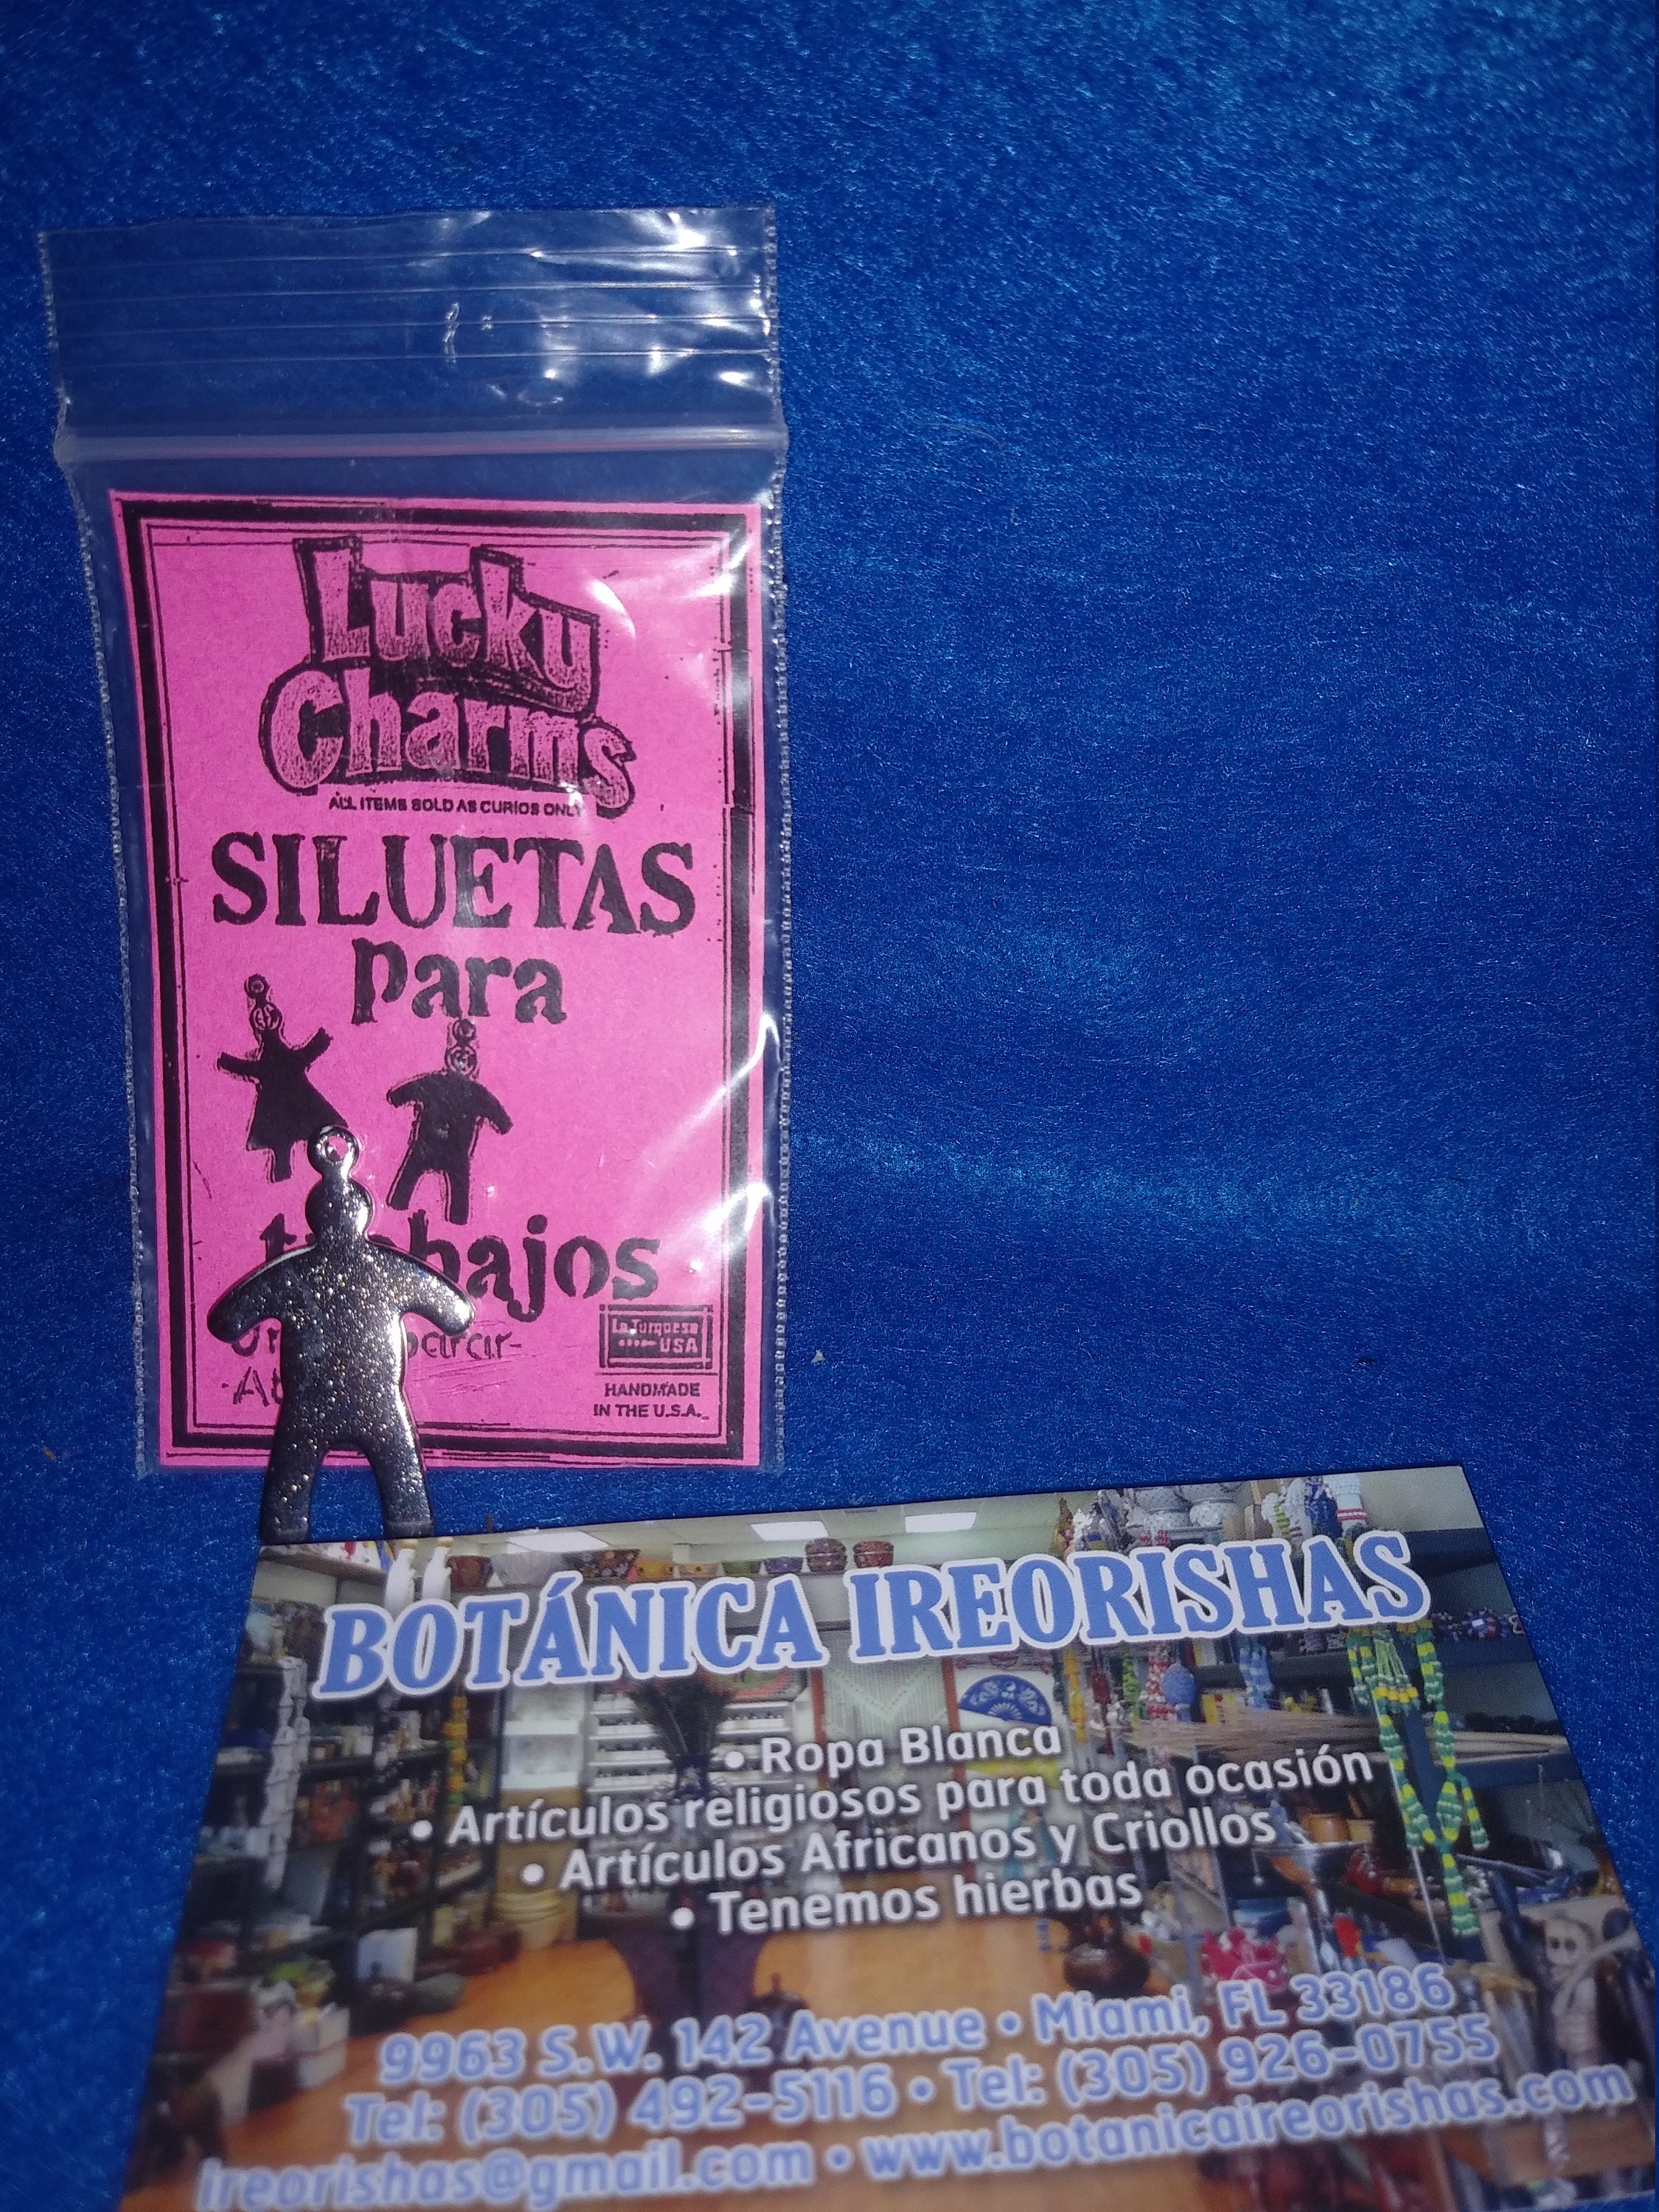 Lucky
Charms
ALL ITEMS SOLD AS CURIOS ONLY
SILUETAS
para
La Turquesa
USA
HANDMADE
IN THE U.S.A.
BOTÁNICA IREORISHAS
• Ropa Blanca
• Artículos religiosos para toda ocasión
• Artículos Africanos y Criollos
• Tenemos hierbas
9963 S.W. 142 Avenue • Miami, FL 33186
Tel: (305) 492-5116 • Tel: (305) 926-0755
ireorishas@gmail.com • www.botanicaireorishas.com